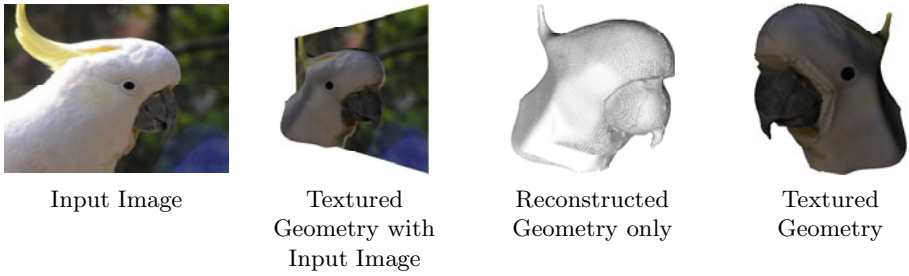 Input Image
Textured
Geometry with
Input Image
Reconstructed
Geometry only
Textured
Geometry